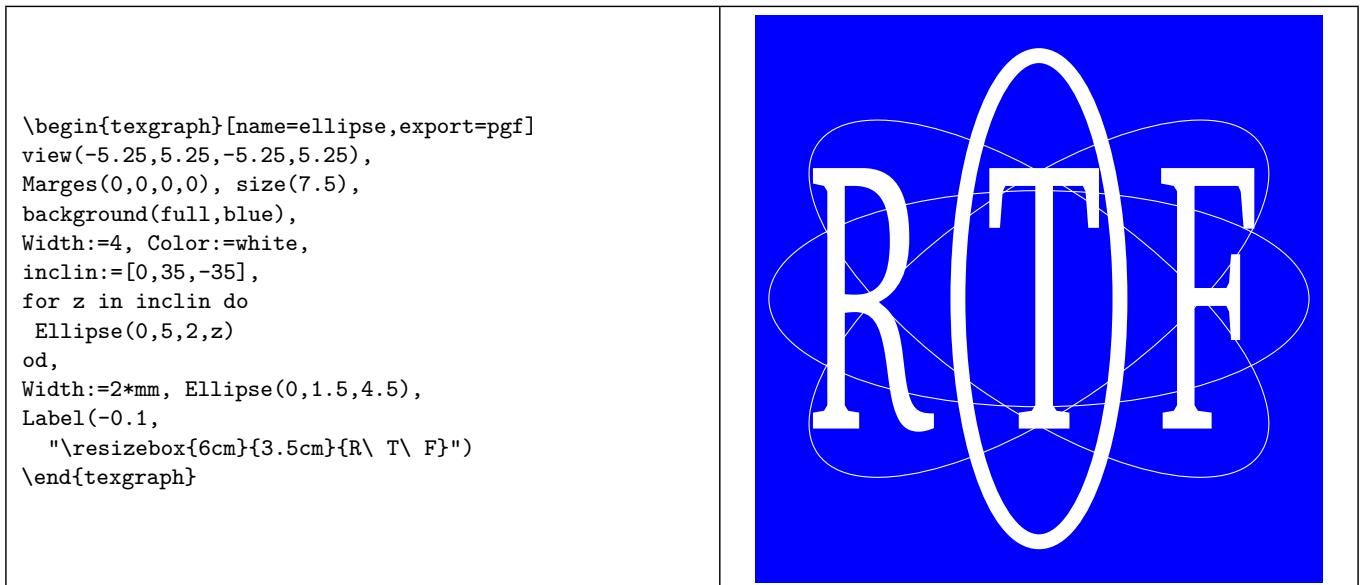 \begin{texgraph}[name=ellipse,export=pgf]
view(-5.25,5.25,-5.25,5.25),
Marges(0,0,0,0), size(7.5),
background(full,blue),
Width:=4, Color:=white,
inclin:=[0,35,-35],
for z in inclin do
 Ellipse(0,5,2,z)
od,
Width:=2*mm, Ellipse(0,1.5,4.5),
Label(-0.1,
  "\resizebox{6cm}{3.5cm}{R\ T\ F}")
\end{texgraph}
R T F